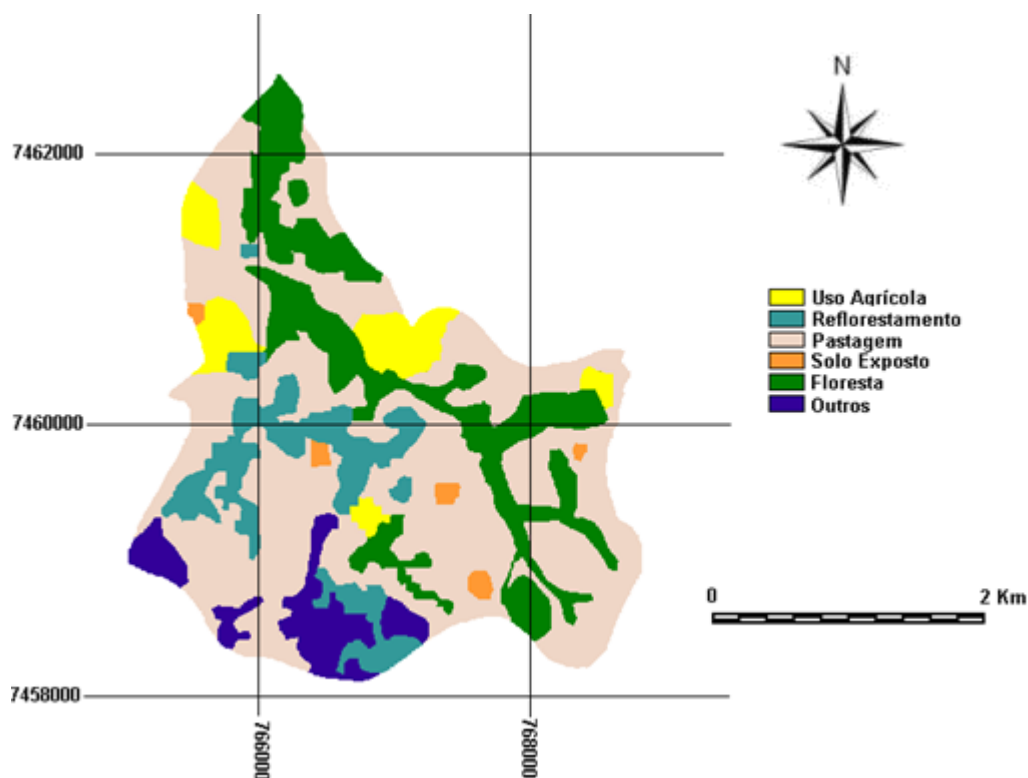 N
7462000
Uso Agrícola
Reflorestamento
Pastagem
Solo Exposto
Floresta
Outros
7460000
0 2 Km
7458000
766000
768000